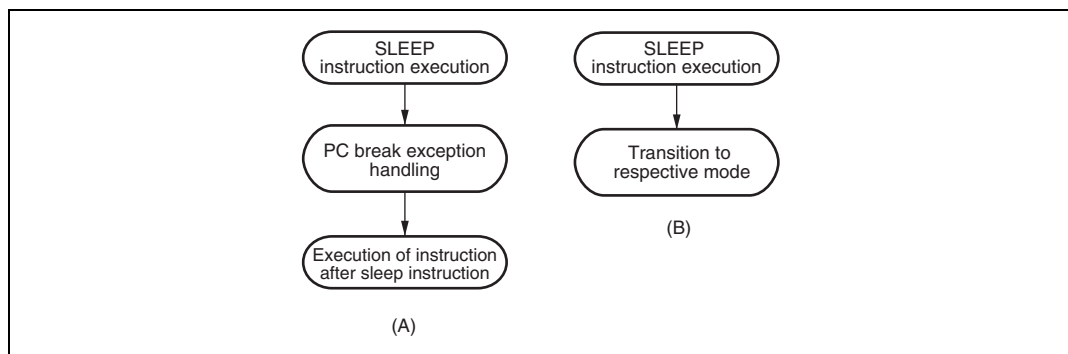 SLEEP
instruction execution
PC break exception
handling
Execution of instruction
after sleep instruction
(A)
SLEEP
instruction execution
Transition to
respective mode
(B)